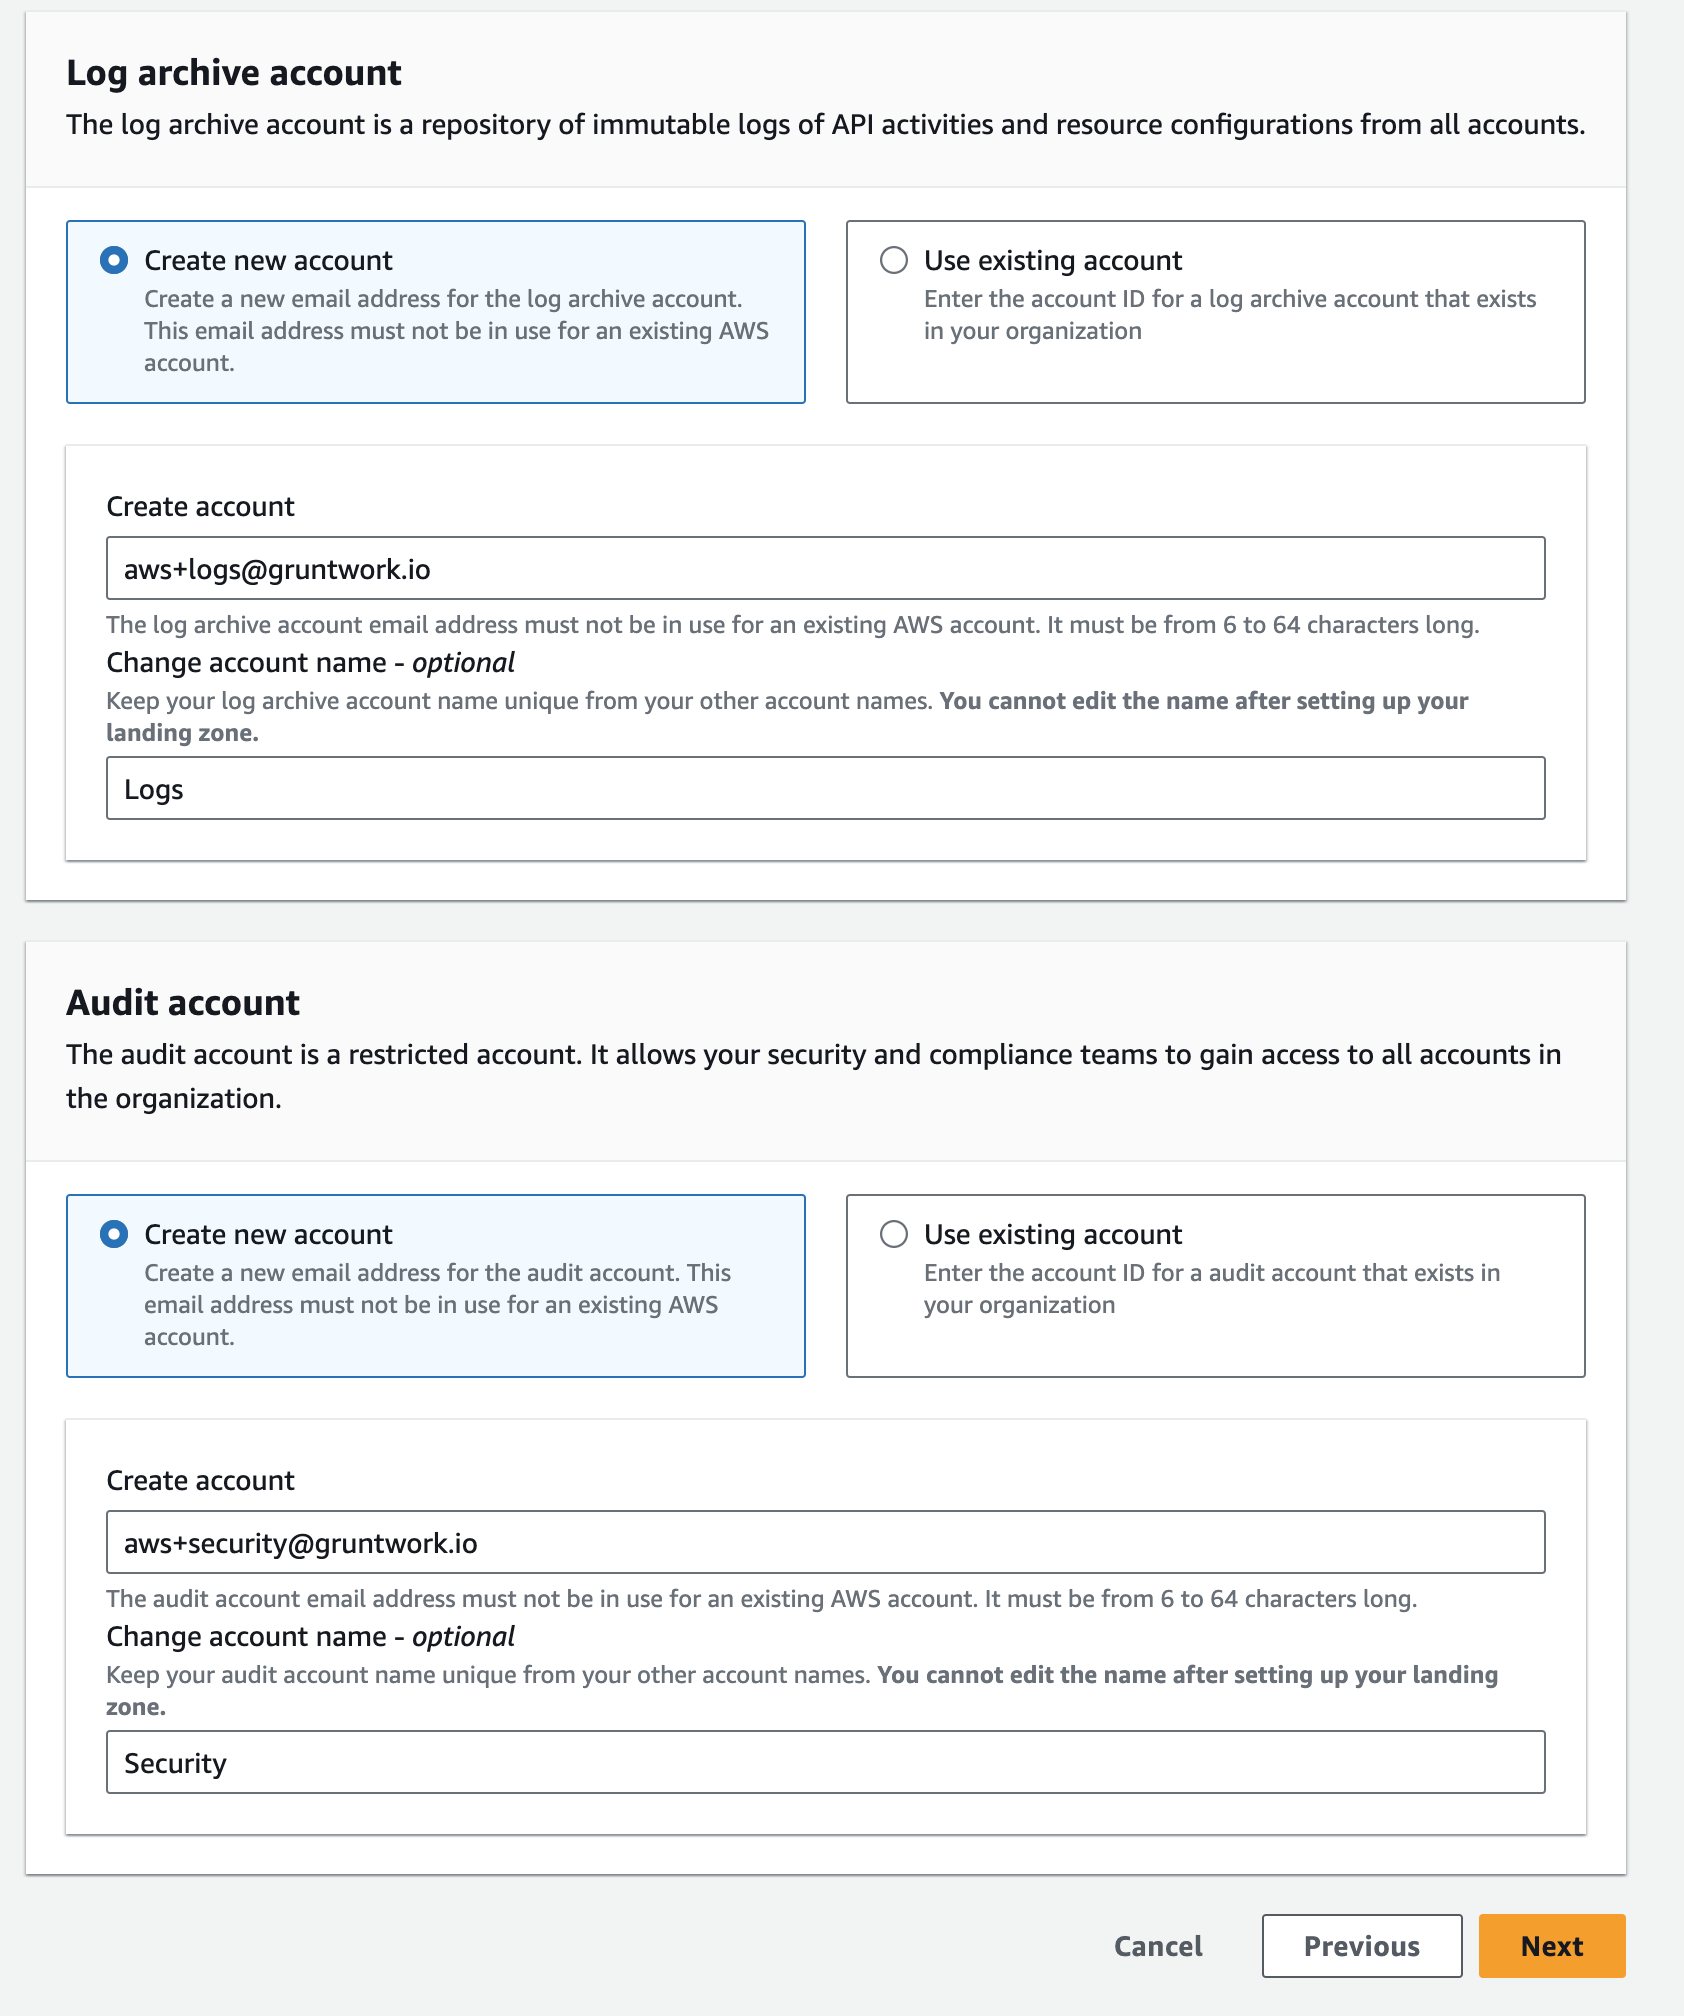 Log archive account
The log archive account is a repository of immutable logs of API activities and resource configurations from all accounts.
Create new account
Create a new email address for the log archive account.
This email address must not be in use for an existing AWS
account.
Use existing account
Enter the account ID for a log archive account that exists
in your organization
Create account
aws+logs@gruntwork.io
The log archive account email address must not be in use for an existing AWS account. It must be from 6 to 64 characters long.
Change account name - optional
Keep your log archive account name unique from your other account names. You cannot edit the name after setting up your
landing zone.
Logs
Audit account
The audit account is a restricted account. It allows your security and compliance teams to gain access to all accounts in
the organization.
Create new account
Create a new email address for the audit account. This
email address must not be in use for an existing AWS
account.
Use existing account
Enter the account ID for a audit account that exists in
your organization
Create account
aws+security@gruntwork.io
The audit account email address must not be in use for an existing AWS account. It must be from 6 to 64 characters long.
Change account name - optional
Keep your audit account name unique from your other account names. You cannot edit the name after setting up your landing
zone.
Security
Cancel
Previous
Next